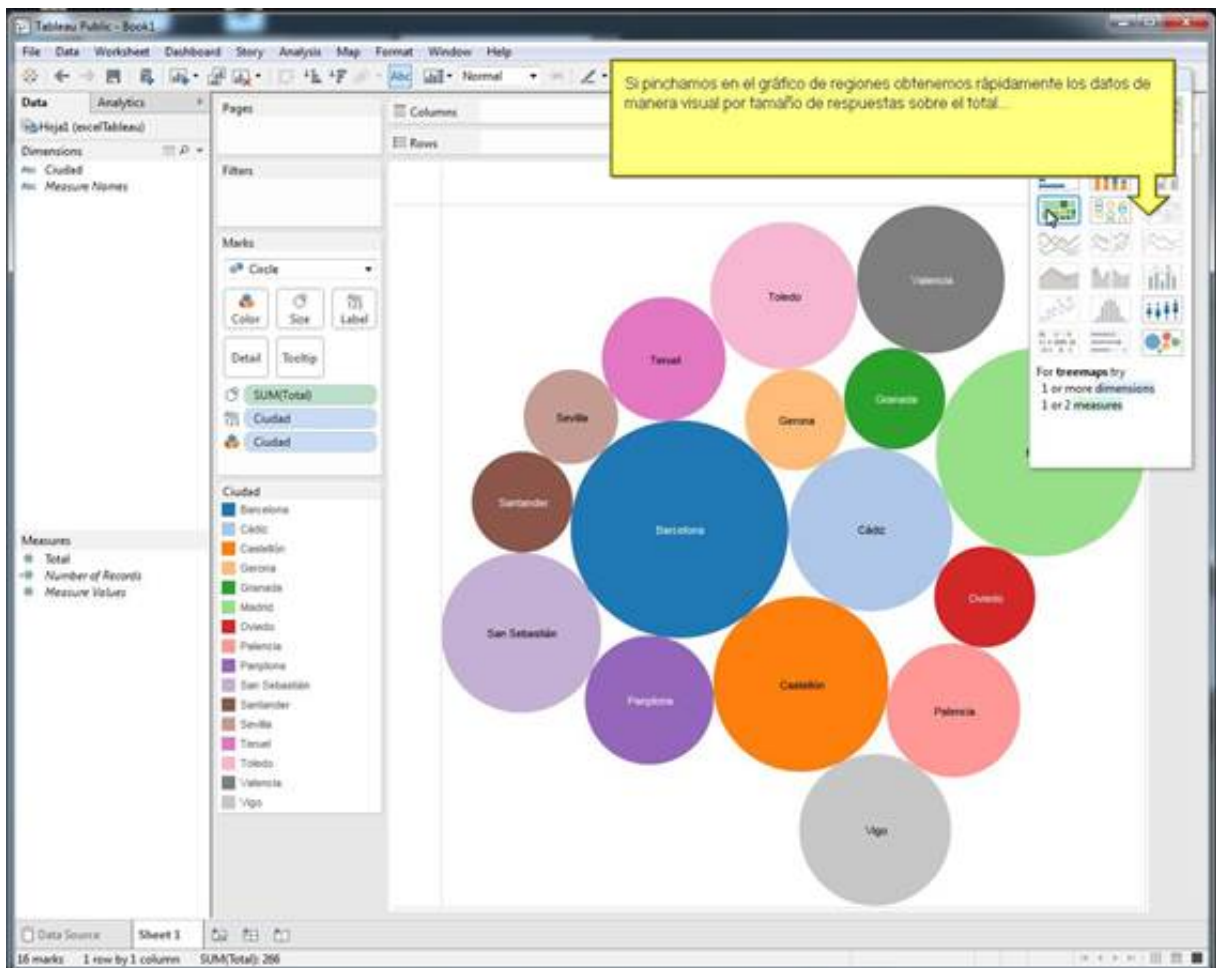 Tableau Public - Book1
File Data Worksheet Dashboard Story Analysis Map Format Window Help
Abc Normal
Si pinchamos en el gráfico de regiones obtenemos rápidamente los datos de
manera visual por tamaño de respuestas sobre el total...
Data Analytics
Hoja1 (excelTableau)
Dimensions
Abc Ciudad
Abc Measure Names
Measures
# Total
# Number of Records
# Measure Values
Pages
Filters
Marks
Circle
Color Size Label
Detail Tooltip
SUM(Total)
Ciudad
Ciudad
Ciudad
Barcelona
Cádiz
Castellón
Gerona
Granada
Madrid
Oviedo
Palencia
Pamplona
San Sebastián
Santander
Sevilla
Teruel
Toledo
Valencia
Vigo
Columns
Rows
Valencia
Toledo
Teruel
Granada
Sevilla
Gerona
Santander
Barcelona
Cádiz
Oviedo
San Sebastián
Castellón
Pamplona
Palencia
Vigo
For treemaps try
1 or more dimensions
1 or 2 measures
Data Source Sheet 1
16 marks 1 row by 1 column SUM(Total): 266